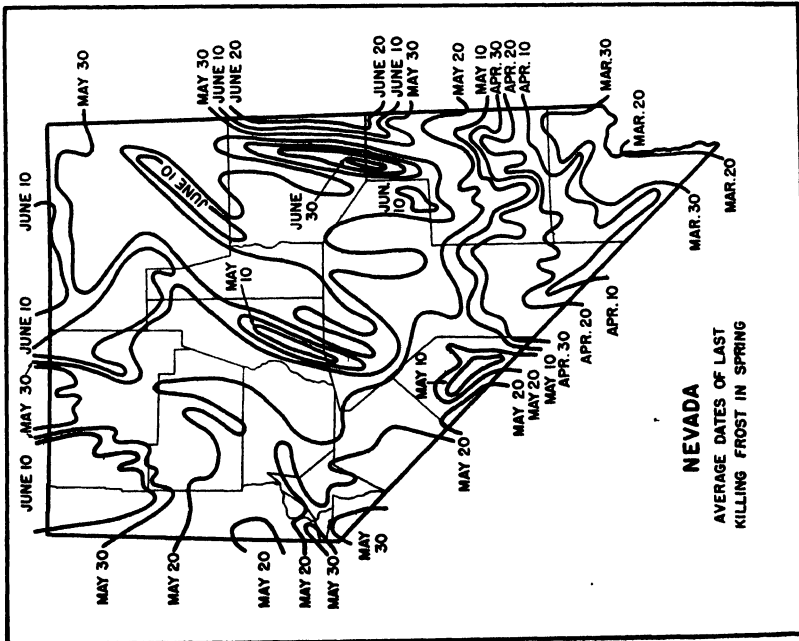 JUNE 10
MAY 30
JUNE 10
JUNE 10
MAY 30
MAY 30
JUNE 10
JUNE 20
JUNE 20
JUNE 10
MAY 30
MAY 20
MAY 10
APR. 30
APR. 20
APR. 10
MAR. 30
MAR. 20
MAR. 20
MAR. 30
APR. 10
APR. 20
APR. 30
MAY 10
MAY 20
MAY 20
MAY 20
MAY 30
MAY 30
MAY 20
MAY 20
MAY 20
MAY 30
JUNE 10
JUNE
30
JUN.
10
MAY
10
MAY 10
NEVADA
AVERAGE DATES OF LAST
KILLING FROST IN SPRING